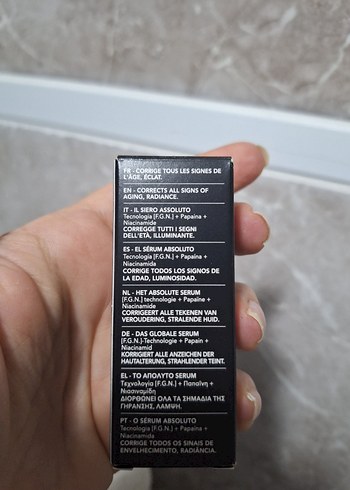 FR - CORRIGE TOUS LES SIGNES DE
L'ÂGE, ÉCLAT.
EN - CORRECTS ALL SIGNS OF
AGING, RADIANCE.
IT - IL SIERO ASSOLUTO
Tecnologia [F.G.N.] + Papaina +
Niacinamide
CORREGGE TUTTI I SEGNI
DELL'ETÀ, ILLUMINANTE.
ES - EL SÉRUM ABSOLUTO
Tecnología [F.G.N.] + Papaína +
Niacinamida
CORRIGE TODOS LOS SIGNOS DE
LA EDAD, LUMINOSIDAD.
NL - HET ABSOLUTE SERUM
[F.G.N.] technologie + Papaïne +
Niacinamide
CORRIGEERT ALLE TEKENEN VAN
VEROUDERING, STRALENDE HUID.
DE - DAS GLOBALE SERUM
[F.G.N.]-Technologie + Papain +
Niacinamid
KORRIGIERT ALLE ANZEICHEN DER
HAUTALTERUNG, STRAHLENDER TEINT.
EL - ΤΟ ΑΠΟΛΥΤΟ SERUM
Τεχνολογία [F.G.N.] + Παπαΐνη +
Νιασιναμίδη
ΔΙΟΡΘΩΝΕΙ ΟΛΑ ΤΑ ΣΗΜΑΔΙΑ ΤΗΣ
ΓΗΡΑΝΣΗΣ, ΛΑΜΨΗ.
PT - O SÉRUM ABSOLUTO
Tecnologia [F.G.N.] + Papaína +
Niacinamida
CORRIGE TODOS OS SINAIS DE
ENVELHECIMENTO, RADIÂNCIA.